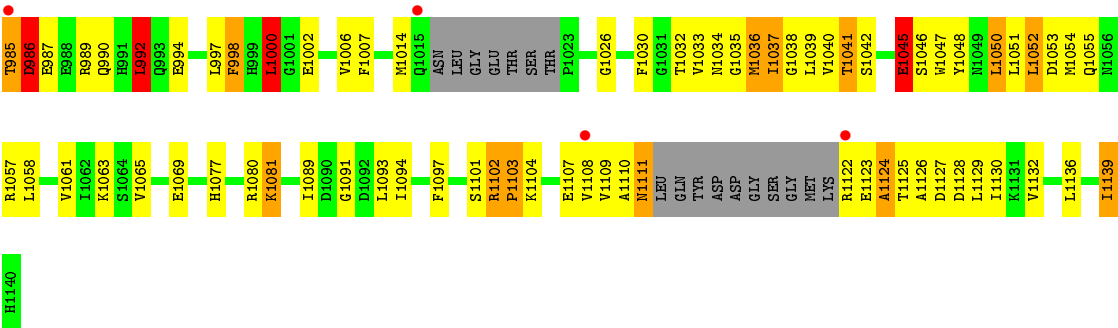 T985 D986 E987 E988 R989 Q990 H991 L992 Q993 E994 L997 F998 H999 L1000 G1001 E1002 V1006 F1007 M1014 Q1015 ASN LEU GLY GLU THR SER THR P1023 G1026 F1030 G1031 T1032 V1033 N1034 G1035 M1036 I1037 G1038 L1039 V1040 T1041 S1042 E1045 S1046 W1047 Y1048 N1049 L1050 L1051 L1052 D1053 M1054 Q1055 N1056
R1057 L1058 V1061 I1062 K1063 S1064 V1065 E1069 H1077 R1080 K1081 I1089 D1090 G1091 D1092 L1093 I1094 F1097 S1101 R1102 P1103 K1104 E1107 V1108 V1109 A1110 N1111 LEU GLN TYR ASP ASP GLY SER GLY MET LYS R1122 E1123 A1124 T1125 A1126 D1127 D1128 L1129 I1130 K1131 V1132 L1136 I1139
H1140